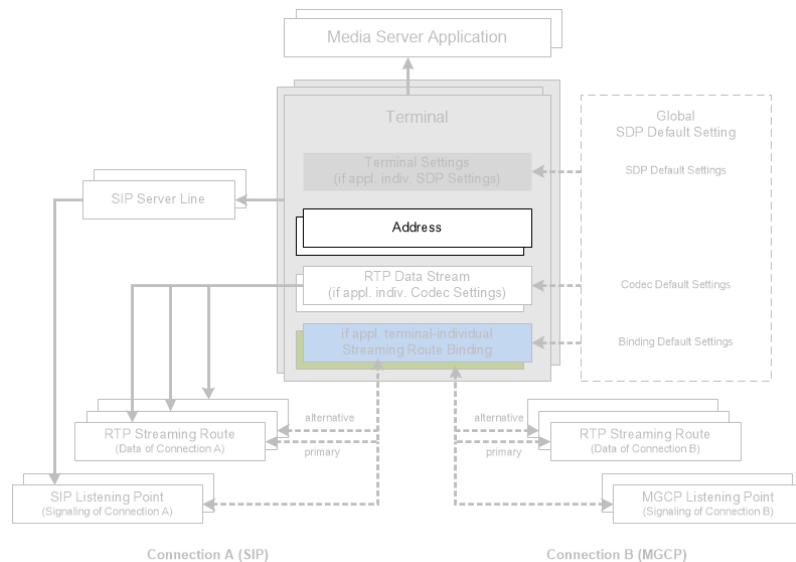 Media Server Application
Terminal
Global
SDP Default Setting
Terminal Settings
(if appl. indiv. SDP Settings)
SDP Default Settings
SIP Server Line
Address
RTP Data Stream
(if appl. indiv. Codec Settings)
Codec Default Settings
if appl. terminal-individual
Streaming Route Binding
Binding Default Settings
alternative
alternative
RTP Streaming Route
(Data of Connection A)
RTP Streaming Route
(Data of Connection B)
primary
primary
SIP Listening Point
(Signaling of Connection A)
MGCP Listening Point
(Signaling of Connection B)
Connection A (SIP)
Connection B (MGCP)